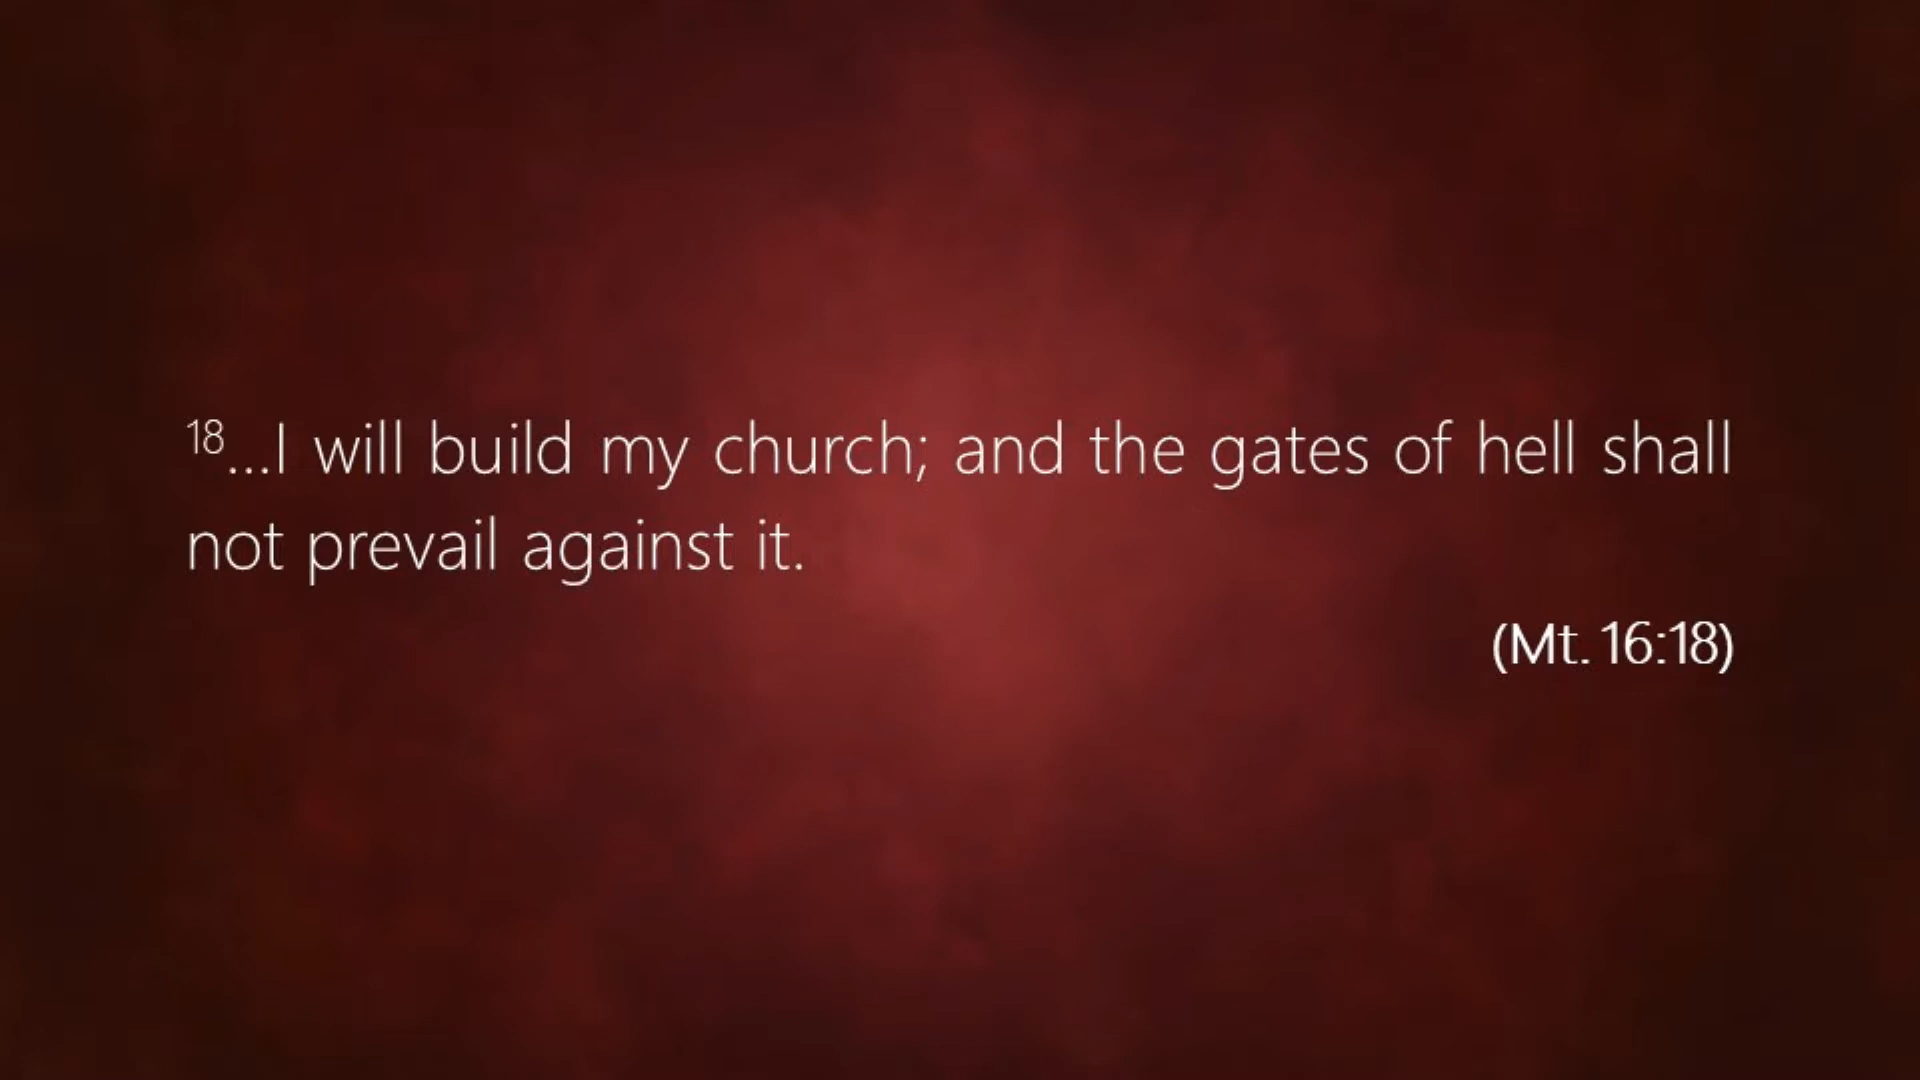 18...I will build my church; and the gates of hell shall
not prevail against it.
(Mt. 16:18)